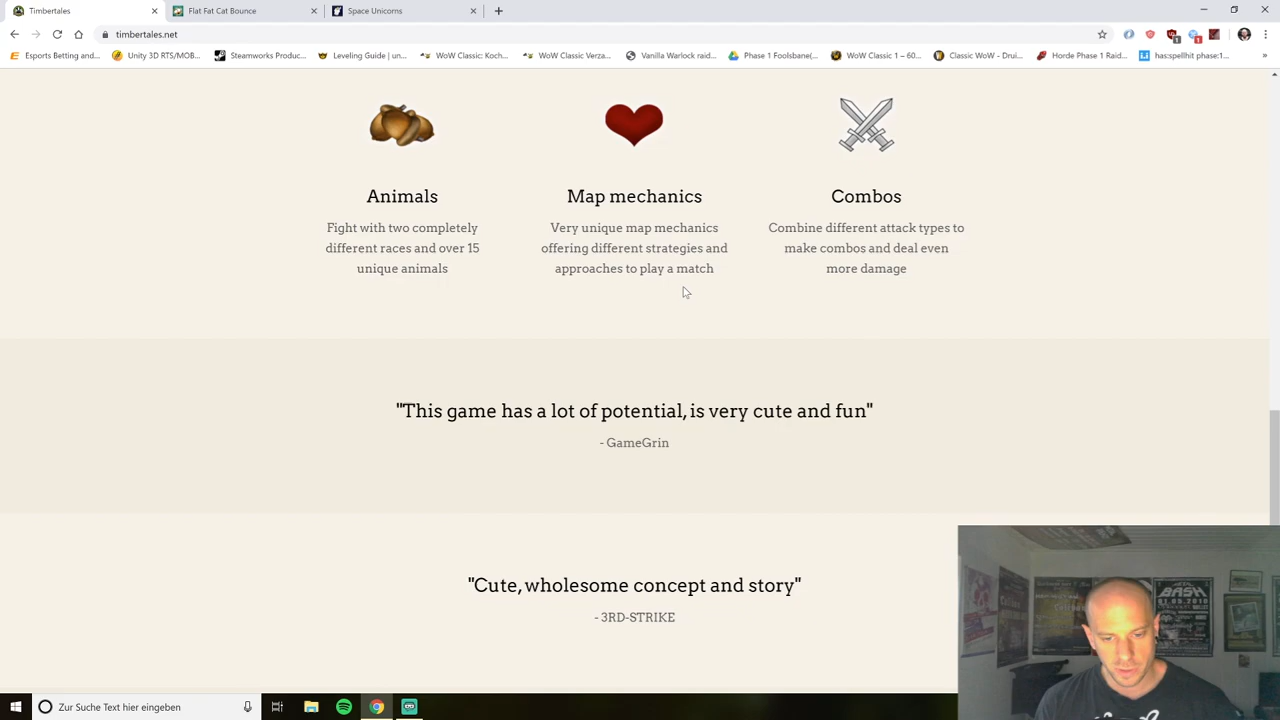 Timbertales
Flat Fat Cat Bounce
Space Unicorns
timbertales.net
Esports Betting and...
Unity 3D RTS/MOB...
Steamworks Produc...
Leveling Guide | un...
WoW Classic: Koch...
WoW Classic Verza...
Vanilla Warlock raid...
Phase 1 Foolsbane(...
WoW Classic 1 – 60...
Classic WoW - Drui...
Horde Phase 1 Raid...
has:spellhit phase:1...
Animals
Fight with two completely
different races and over 15
unique animals
Map mechanics
Very unique map mechanics
offering different strategies and
approaches to play a match
Combos
Combine different attack types to
make combos and deal even
more damage
"This game has a lot of potential, is very cute and fun"
- GameGrin
"Cute, wholesome concept and story"
- 3RD-STRIKE
BASH
Zur Suche Text hier eingeben